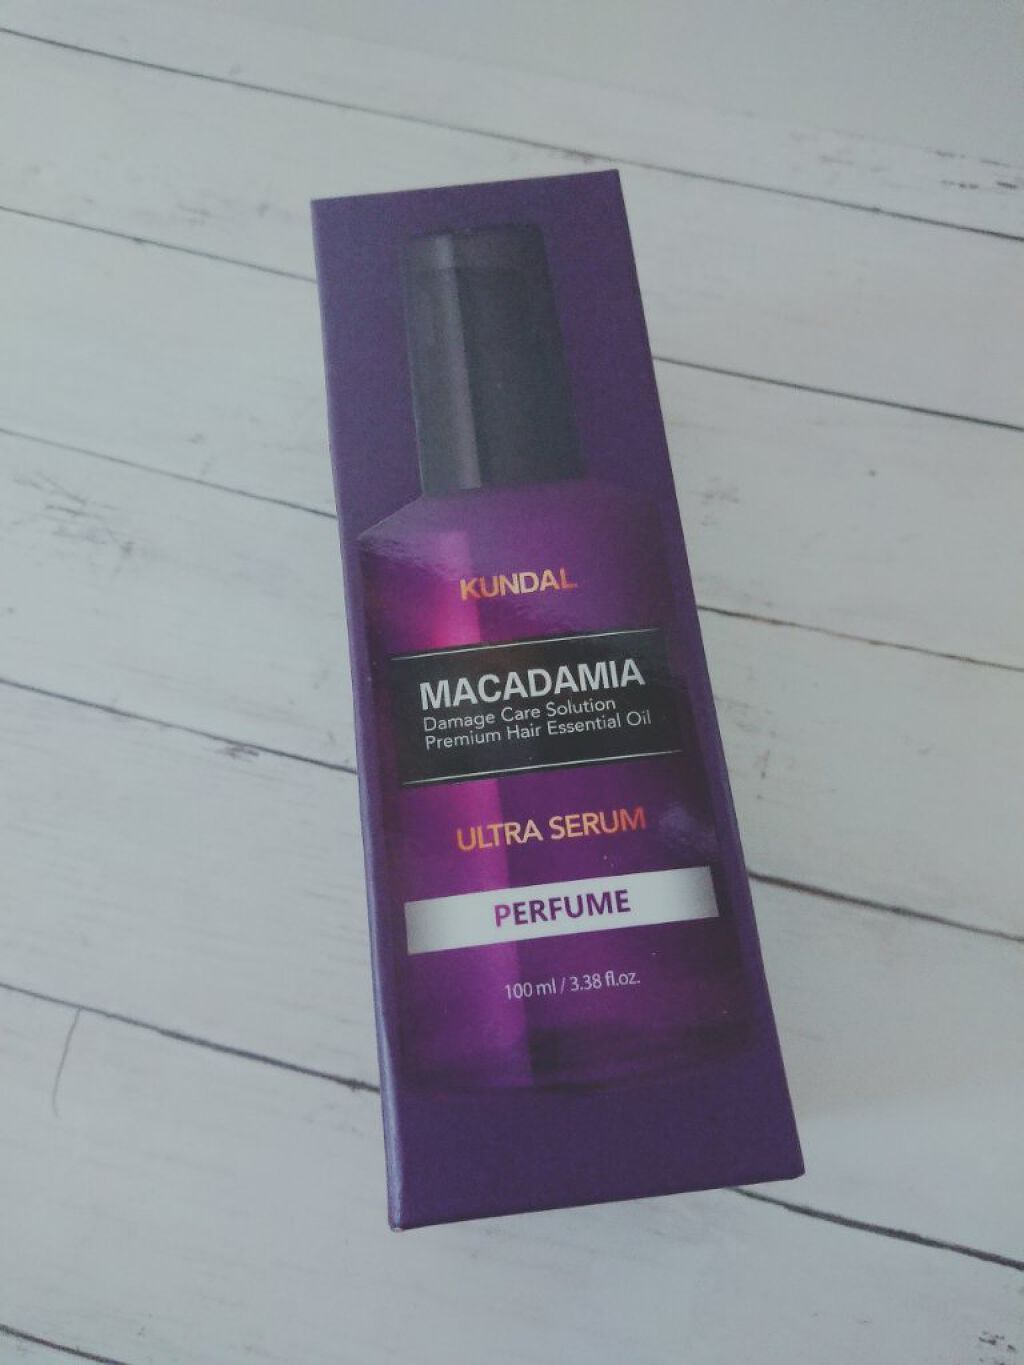 KUNDAL
MACADAMIA
Damage Care Solution
Premium Hair Essential Oil
ULTRA SERUM
PERFUME
100 ml / 3.38 fl.oz.